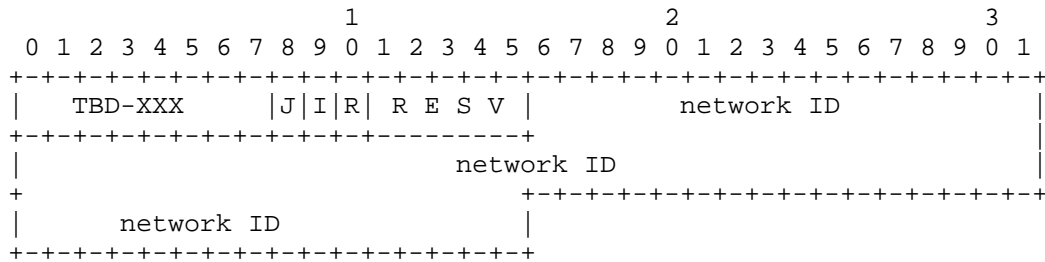 1                   2                   3
 0 1 2 3 4 5 6 7 8 9 0 1 2 3 4 5 6 7 8 9 0 1 2 3 4 5 6 7 8 9 0 1
+-+-+-+-+-+-+-+-+-+-+-+-+-+-+-+-+-+-+-+-+-+-+-+-+-+-+-+-+-+-+-+-+
|   TBD-XXX     |J|I|R| R E S V |         network ID            |
+-+-+-+-+-+-+-+-+-+-+-+---------+                               |
|                           network ID                          |
+                               +-+-+-+-+-+-+-+-+-+-+-+-+-+-+-+-+
|      network ID               |
+-+-+-+-+-+-+-+-+-+-+-+-+-+-+-+-+